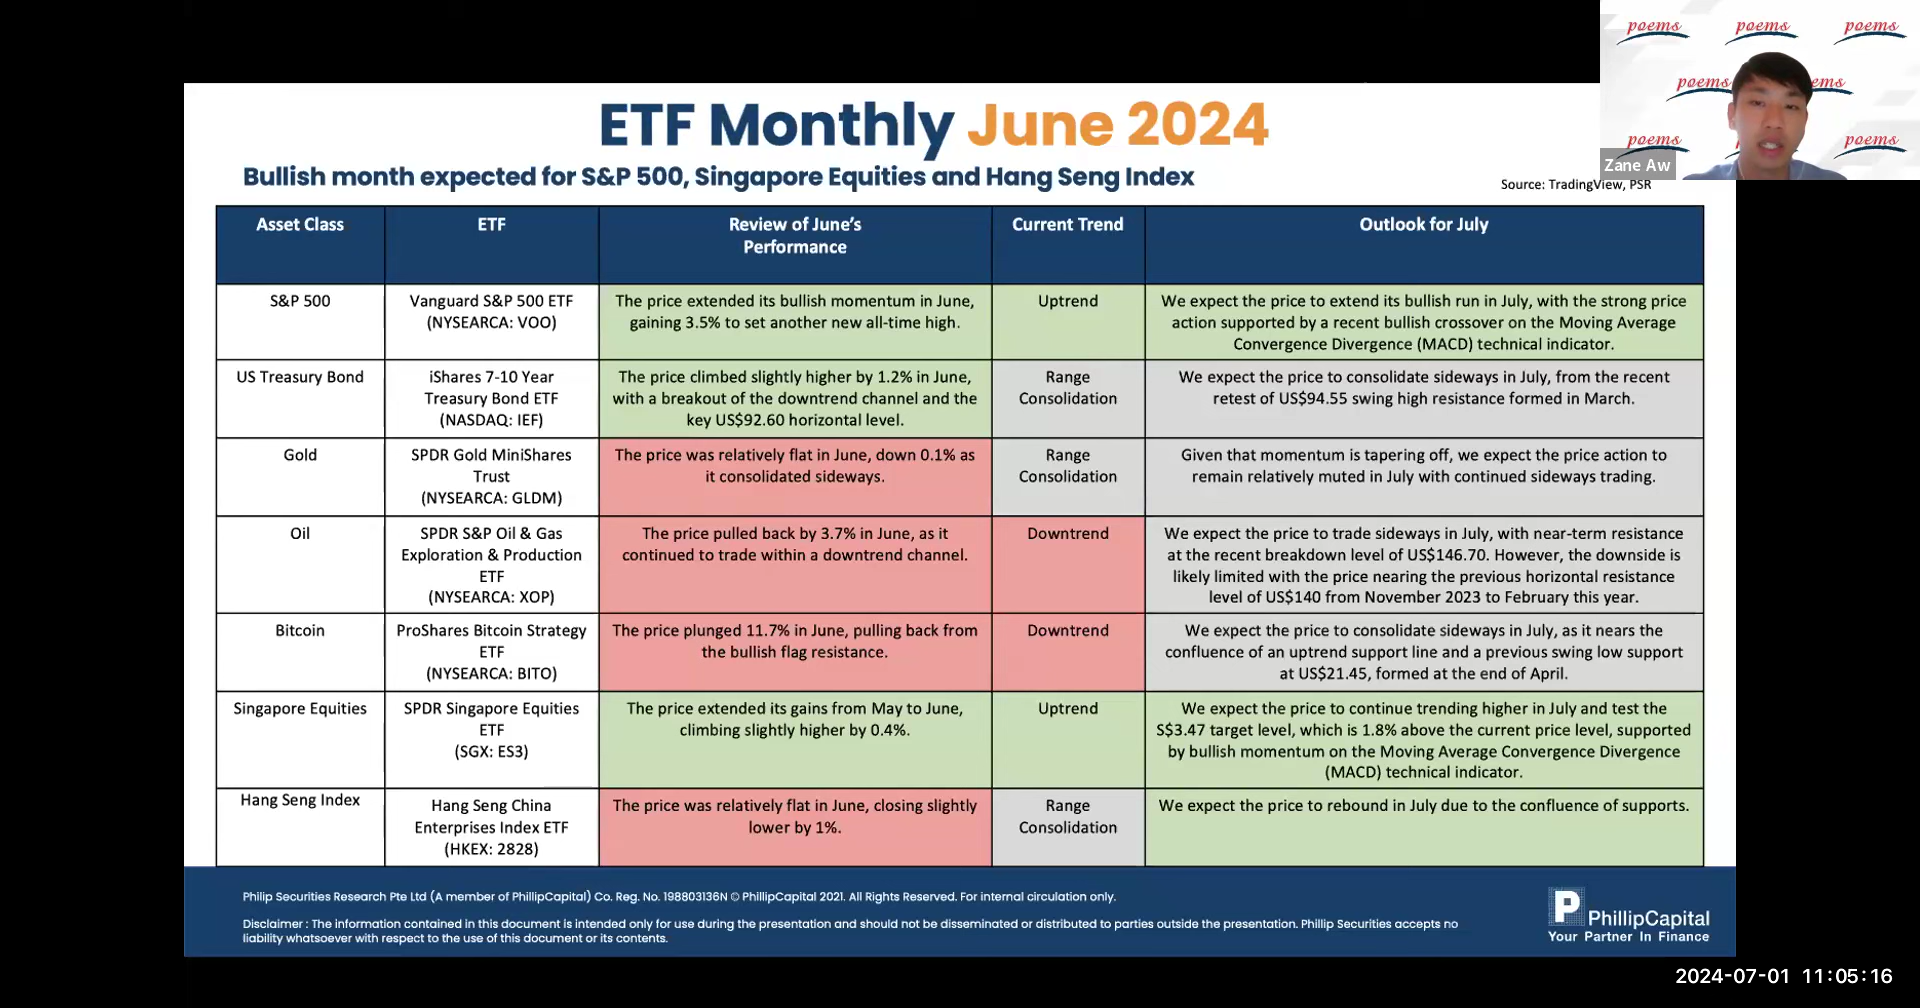 poems poems poems
poems ems
poems poems
Zane Aw
ETF Monthly June 2024
Bullish month expected for S&P 500, Singapore Equities and Hang Seng Index
Source: TradingView, PSR
Asset Class
ETF
Review of June's
Performance
Current Trend
Outlook for July
S&P 500
Vanguard S&P 500 ETF
(NYSEARCA: VOO)
The price extended its bullish momentum in June,
gaining 3.5% to set another new all-time high.
Uptrend
We expect the price to extend its bullish run in July, with the strong price
action supported by a recent bullish crossover on the Moving Average
Convergence Divergence (MACD) technical indicator.
US Treasury Bond
iShares 7-10 Year
Treasury Bond ETF
(NASDAQ: IEF)
The price climbed slightly higher by 1.2% in June,
with a breakout of the downtrend channel and the
key US$92.60 horizontal level.
Range
Consolidation
We expect the price to consolidate sideways in July, from the recent
retest of US$94.55 swing high resistance formed in March.
Gold
SPDR Gold MiniShares
Trust
(NYSEARCA: GLDM)
The price was relatively flat in June, down 0.1% as
it consolidated sideways.
Range
Consolidation
Given that momentum is tapering off, we expect the price action to
remain relatively muted in July with continued sideways trading.
Oil
SPDR S&P Oil & Gas
Exploration & Production
ETF
(NYSEARCA: XOP)
The price pulled back by 3.7% in June, as it
continued to trade within a downtrend channel.
Downtrend
We expect the price to trade sideways in July, with near-term resistance
at the recent breakdown level of US$146.70. However, the downside is
likely limited with the price nearing the previous horizontal resistance
level of US$140 from November 2023 to February this year.
Bitcoin
ProShares Bitcoin Strategy
ETF
(NYSEARCA: BITO)
The price plunged 11.7% in June, pulling back from
the bullish flag resistance.
Downtrend
We expect the price to consolidate sideways in July, as it nears the
confluence of an uptrend support line and a previous swing low support
at US$21.45, formed at the end of April.
Singapore Equities
SPDR Singapore Equities
ETF
(SGX: ES3)
The price extended its gains from May to June,
climbing slightly higher by 0.4%.
Uptrend
We expect the price to continue trending higher in July and test the
S$3.47 target level, which is 1.8% above the current price level, supported
by bullish momentum on the Moving Average Convergence Divergence
(MACD) technical indicator.
Hang Seng Index
Hang Seng China
Enterprises Index ETF
(HKEX: 2828)
The price was relatively flat in June, closing slightly
lower by 1%.
Range
Consolidation
We expect the price to rebound in July due to the confluence of supports.
Philip Securities Research Pte Ltd (A member of PhillipCapital) Co. Reg. No. 198803136N © PhillipCapital 2021. All Rights Reserved. For internal circulation only.
Disclaimer : The information contained in this document is intended only for use during the presentation and should not be disseminated or distributed to parties outside the presentation. Phillip Securities accepts no
liability whatsoever with respect to the use of this document or its contents.
PhillipCapital
Your Partner In Finance
2024-07-01 11:05:16